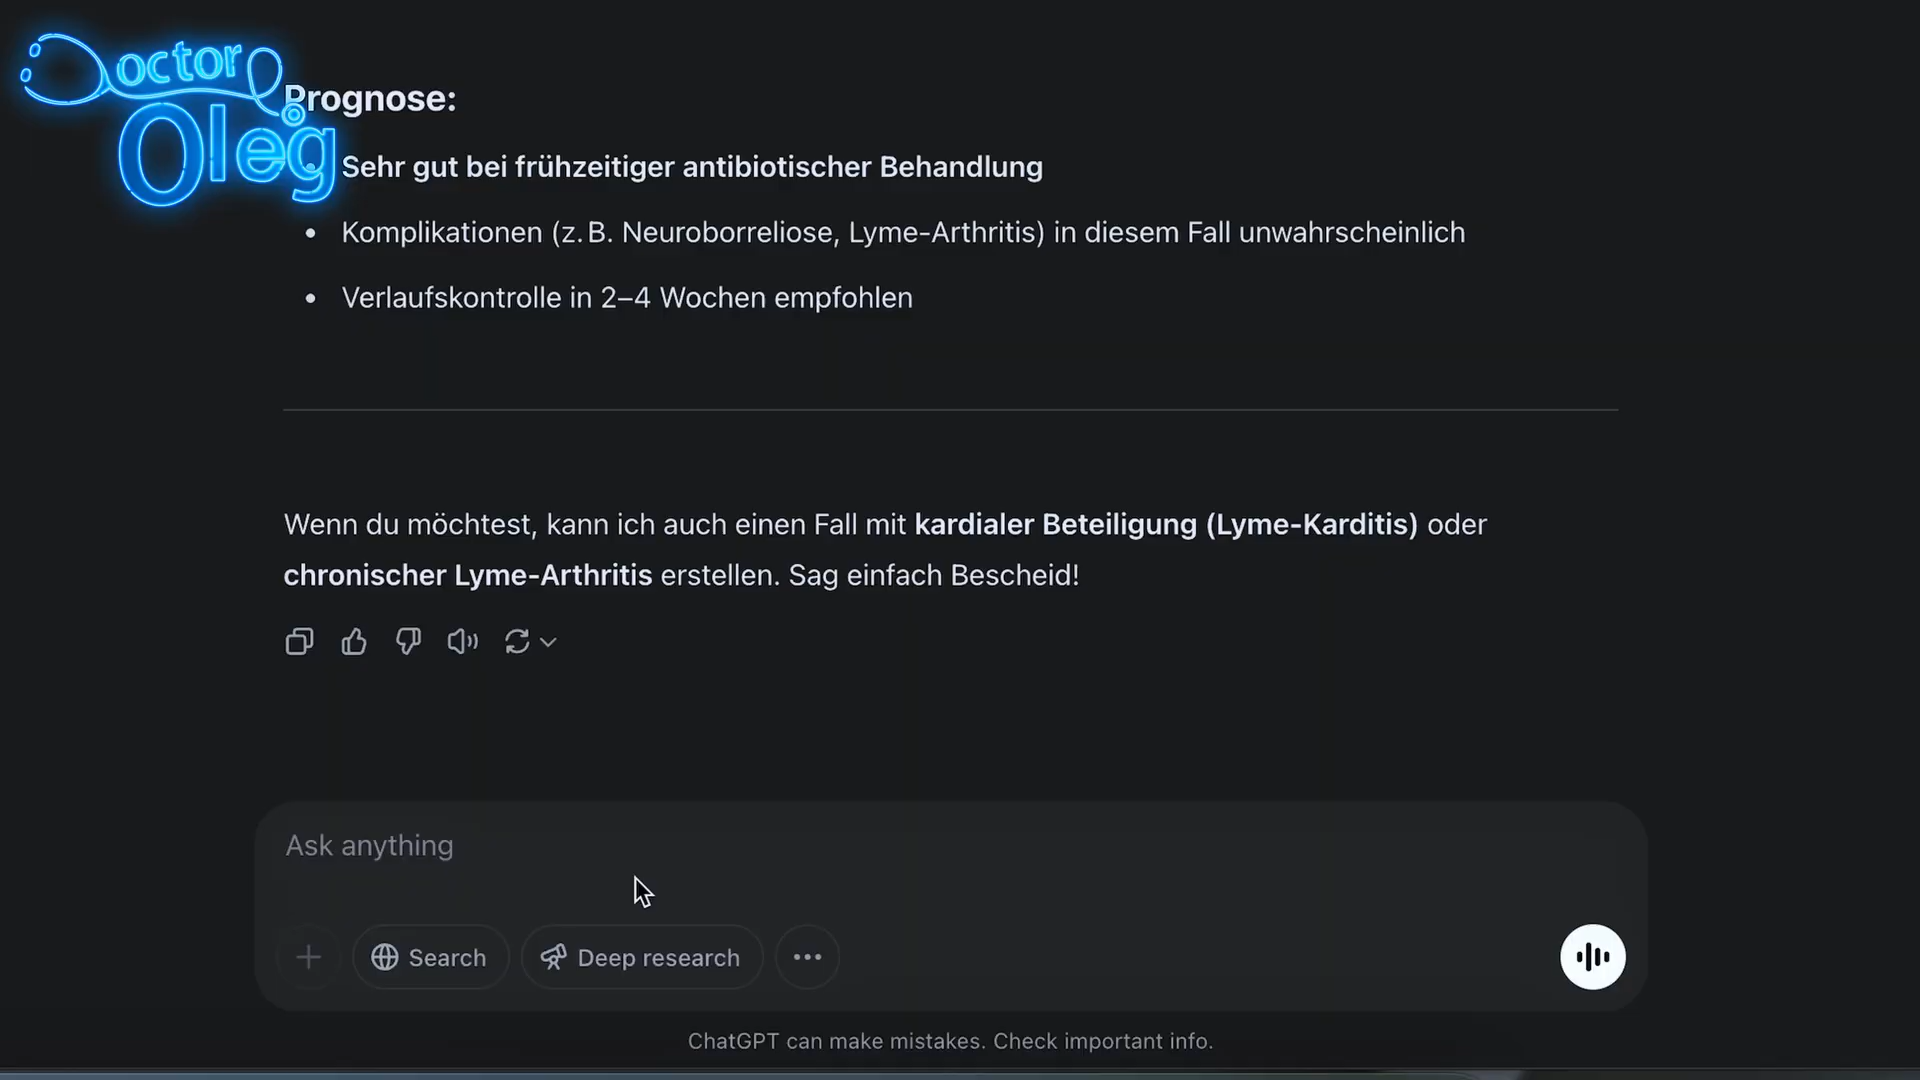 Doctor
Oleg
Prognose:
Sehr gut bei frühzeitiger antibiotischer Behandlung
• Komplikationen (z. B. Neuroborreliose, Lyme-Arthritis) in diesem Fall unwahrscheinlich
• Verlaufskontrolle in 2–4 Wochen empfohlen
Wenn du möchtest, kann ich auch einen Fall mit kardialer Beteiligung (Lyme-Karditis) oder
chronischer Lyme-Arthritis erstellen. Sag einfach Bescheid!
Ask anything
Search
Deep research
ChatGPT can make mistakes. Check important info.